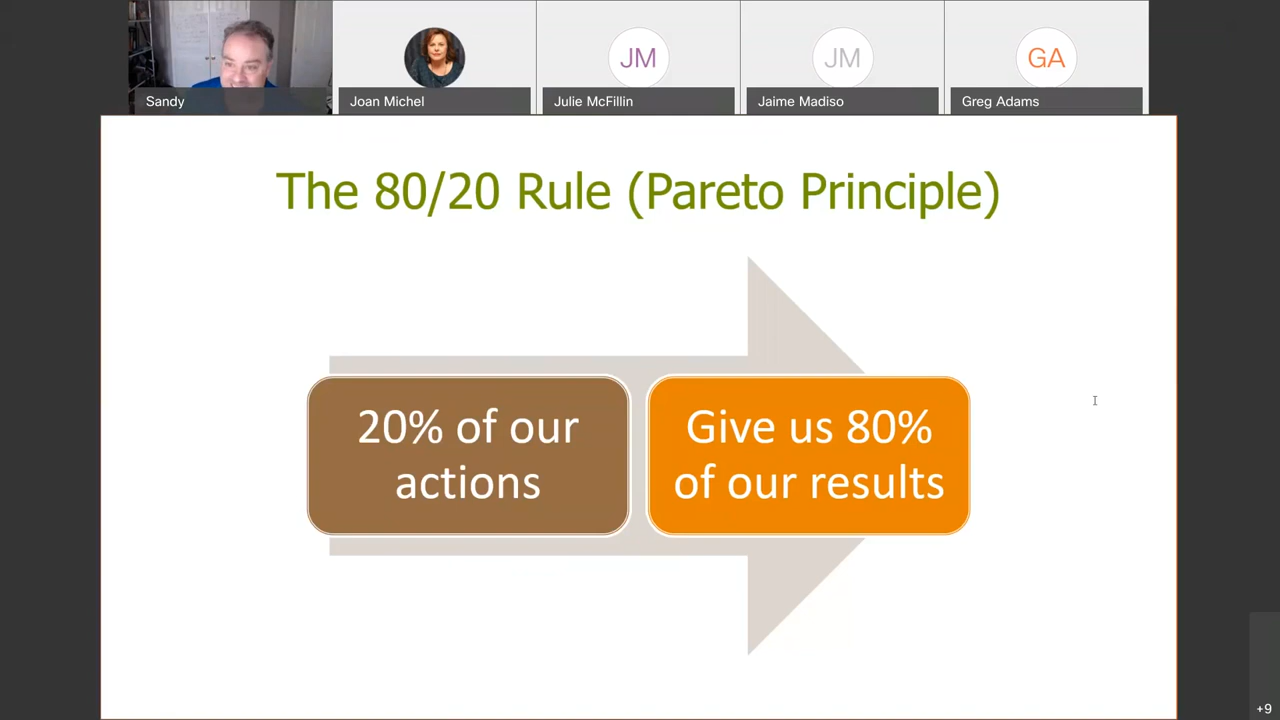 JM
JM
GA
Sandy
Joan Michel
Julie McFillin
Jaime Madiso
Greg Adams
The 80/20 Rule (Pareto Principle)
20% of our
actions
Give us 80%
of our results
+9